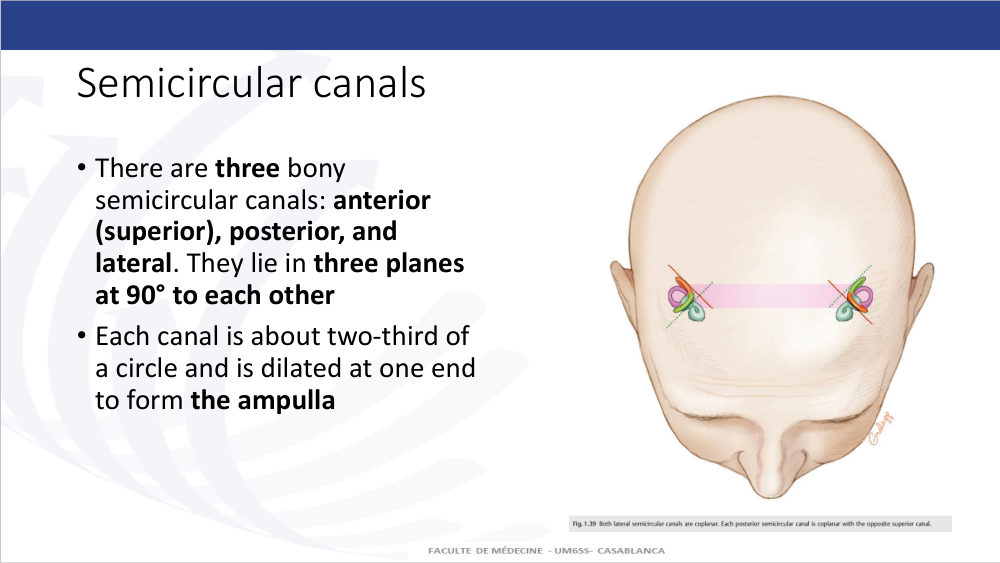 Semicircular canals
• There are three bony
semicircular canals: anterior
(superior), posterior, and
lateral. They lie in three planes
at 90° to each other
• Each canal is about two-third of
a circle and is dilated at one end
to form the ampulla
Fig. 1.39 Both lateral semicircular canals are coplanar. Each posterior semicircular canal is coplanar with the opposite superior canal.
FACULTE DE MÉDECINE - UM6SS- CASABLANCA